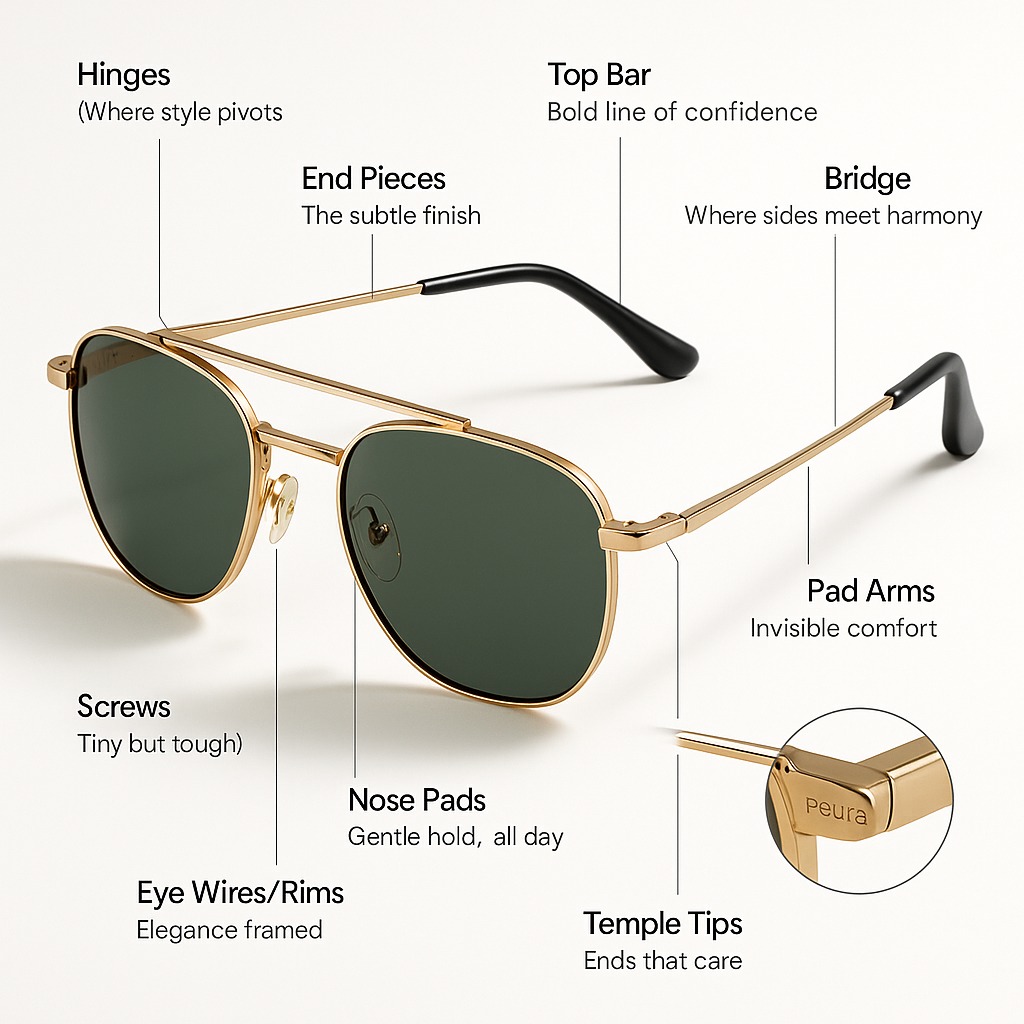 Hinges
(Where style pivots
Top Bar
Bold line of confidence
End Pieces
The subtle finish
Bridge
Where sides meet harmony
Pad Arms
Invisible comfort
Screws
Tiny but tough)
Peura
Nose Pads
Gentle hold, all day
Eye Wires/Rims
Elegance framed
Temple Tips
Ends that care